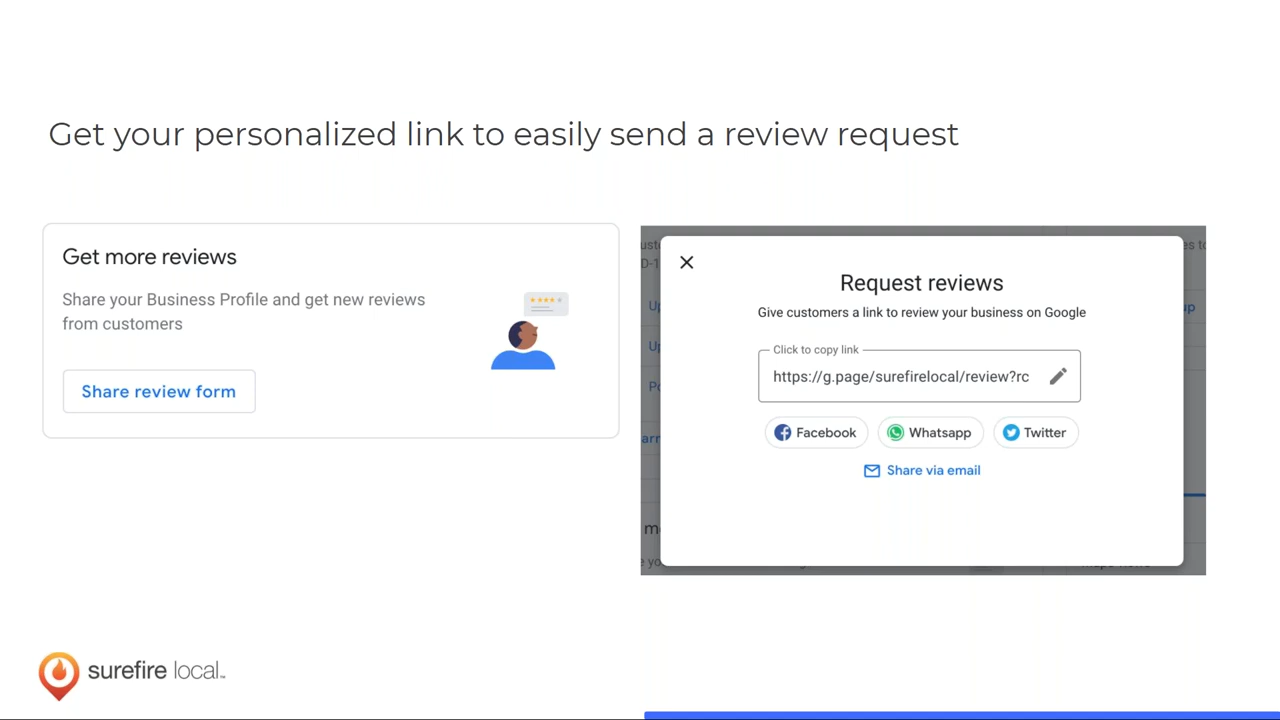 Get your personalized link to easily send a review request
Get more reviews
Share your Business Profile and get new reviews
from customers
Share review form
Request reviews
Give customers a link to review your business on Google
Click to copy link
https://g.page/surefirelocal/review?rc
Facebook
Whatsapp
Twitter
Share via email
surefire local™